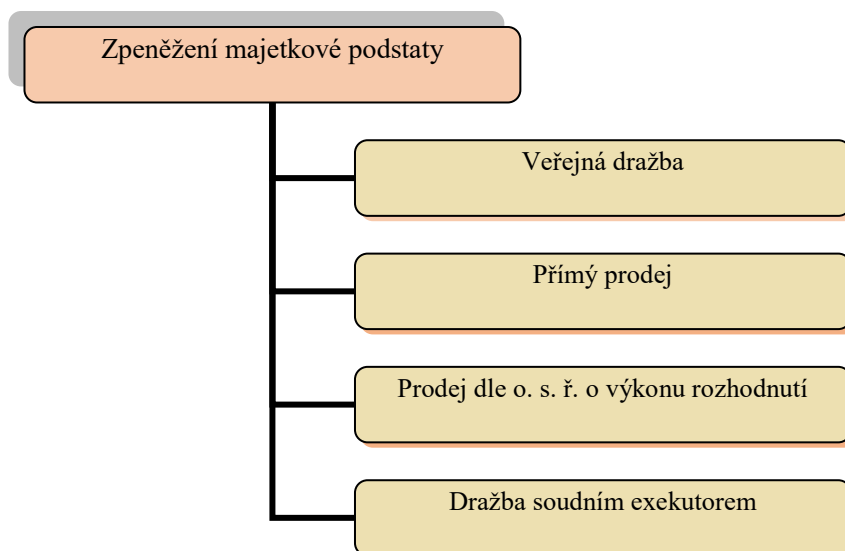 Zpeněžení majetkové podstaty
Veřejná dražba
Přímý prodej
Prodej dle o. s. ř. o výkonu rozhodnutí
Dražba soudním exekutorem